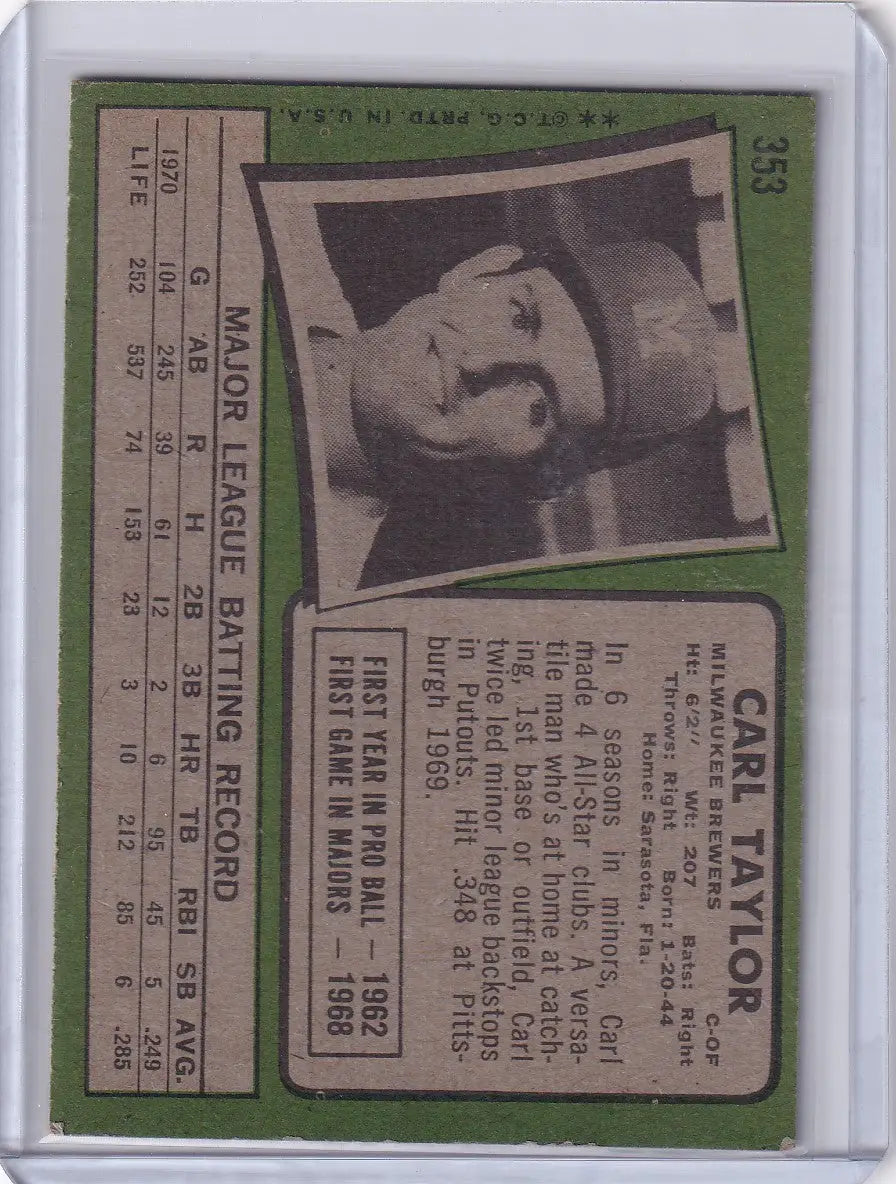 353
** ©T.C.G. PRTD. IN U.S.A.
M
CARL TAYLOR
MILWAUKEE BREWERS C-OF
Ht: 6/2" Wt: 207 Bats: Right
Throws: Right Born: 1-20-44
Home: Sarasota, Fla.
In 6 seasons in minors, Carl
made 4 All-Star clubs. A versa-
tile man who's at home at catch-
ing, 1st base or outfield, Carl
twice led minor league backstops
in Putouts. Hit .348 at Pitts-
burgh 1969.
FIRST YEAR IN PRO BALL — 1962
FIRST GAME IN MAJORS — 1968
MAJOR LEAGUE BATTING RECORD
G AB R H 2B 3B HR TB RBI SB AVG.
1970 104 245 39 61 12 2 6 95 45 5 .249
LIFE 252 537 74 153 23 3 10 212 85 6 .285